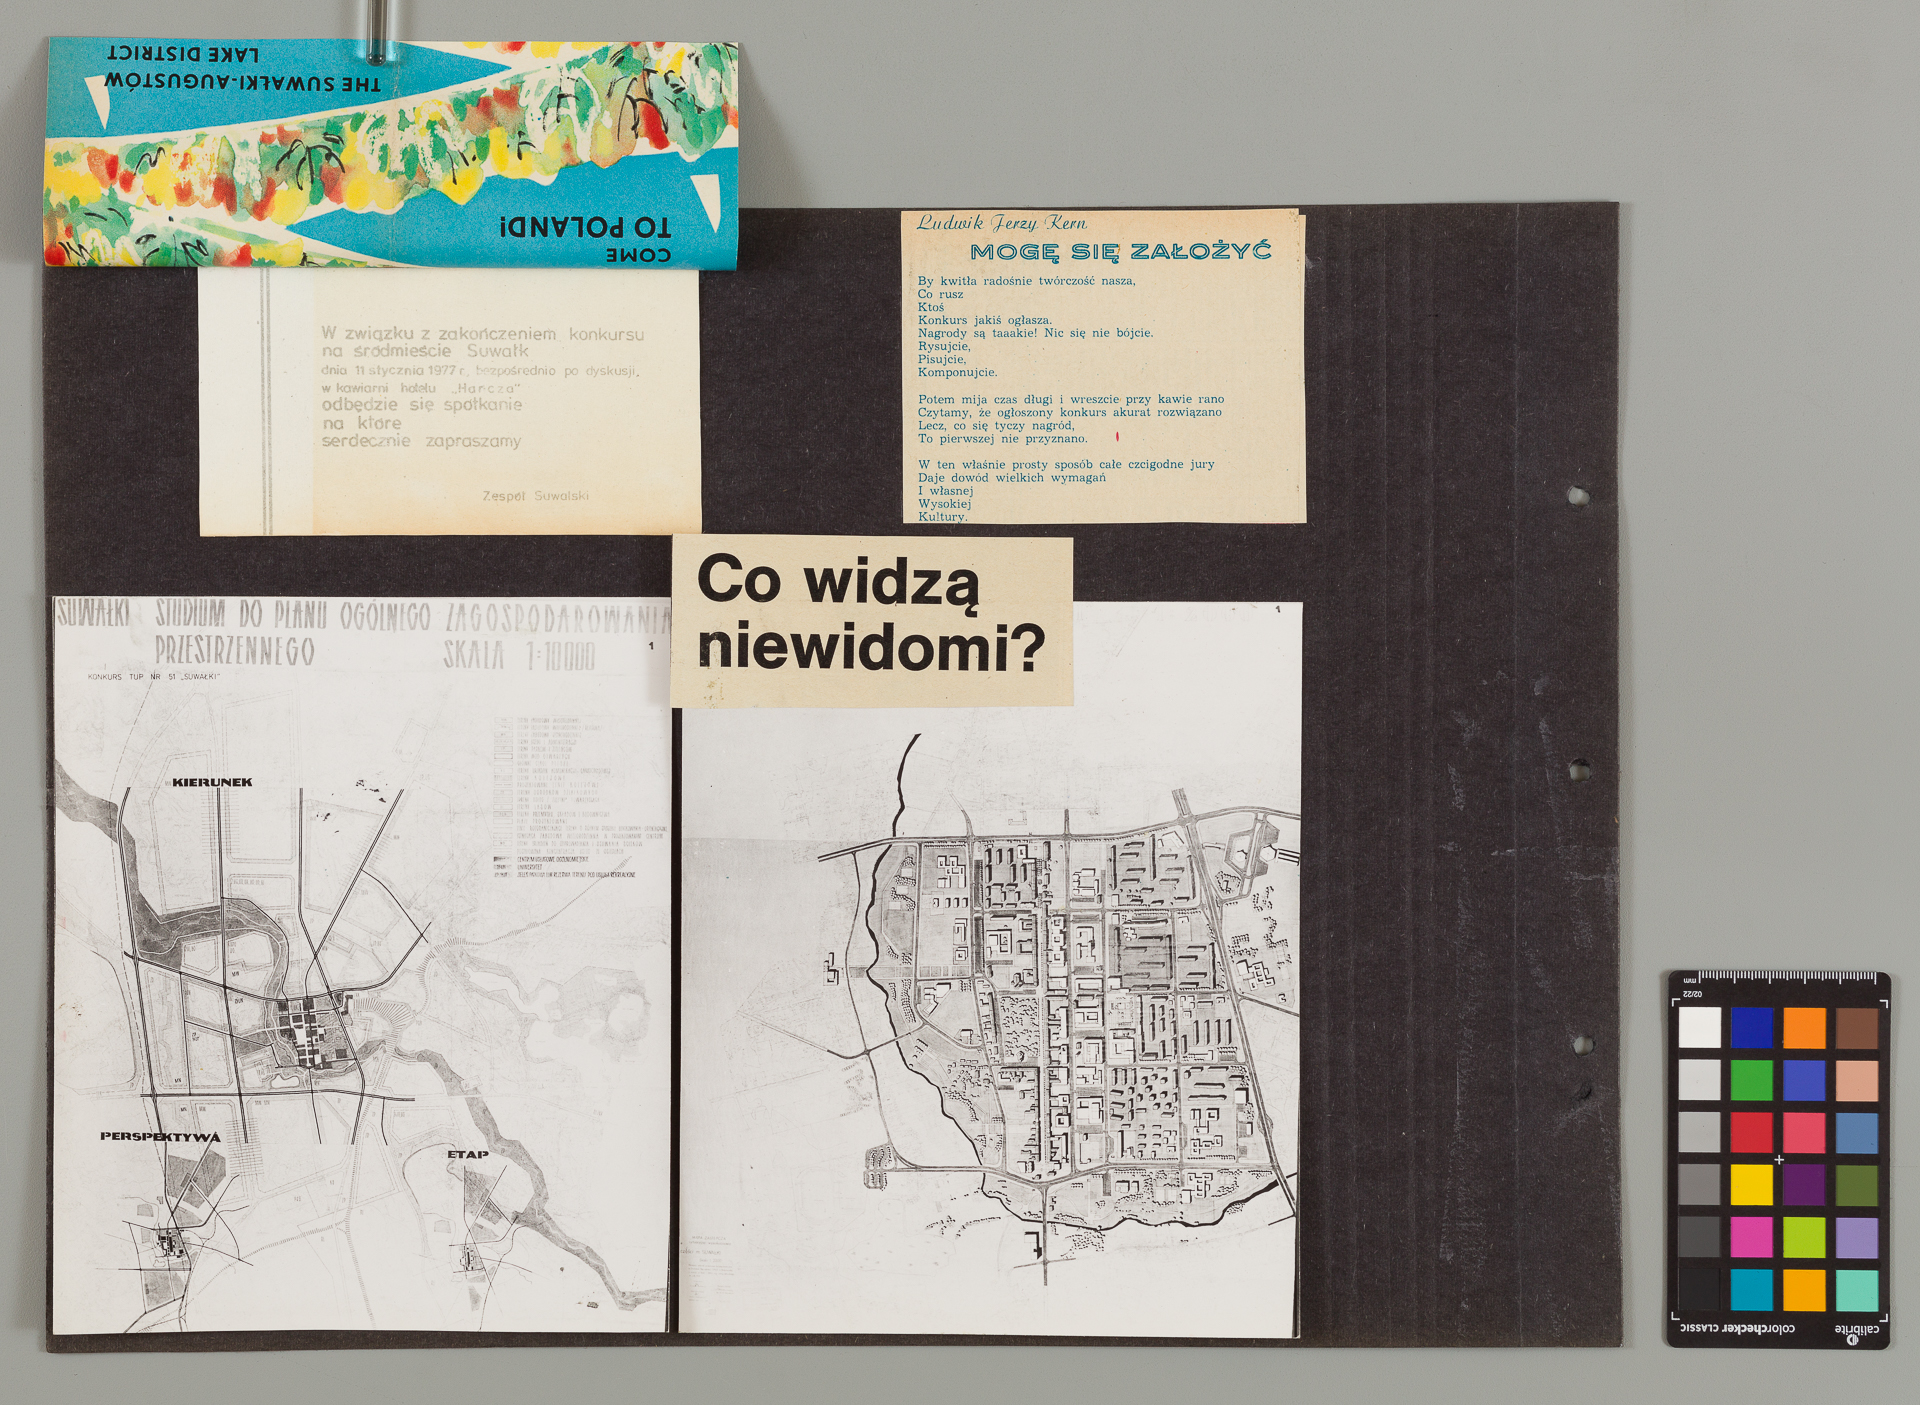 THE SUWAŁKI-AUGUSTÓW
LAKE DISTRICT
COME
TO POLAND!
W związku z zakończeniem konkursu
na śródmieście Suwałk
dnia 11 stycznia 1977 r, bezpośrednio po dyskusji,
w kawiarni hotelu „Hańcza"
odbędzie się spotkanie
na które
serdecznie zapraszamy
Zespół Suwalski
Ludwik Jerzy Kern
MOGĘ SIĘ ZAŁOŻYĆ
By kwitła radośnie twórczość nasza,
Co rusz
Ktoś
Konkurs jakiś ogłasza.
Nagrody są taaakie! Nic się nie bójcie.
Rysujcie,
Pisujcie,
Komponujcie.
Potem mija czas długi i wreszcie przy kawie rano
Czytamy, że ogłoszony konkurs akurat rozwiązano
Lecz, co się tyczy nagród,
To pierwszej nie przyznano.
W ten właśnie prosty sposób całe czcigodne jury
Daje dowód wielkich wymagań
I własnej
Wysokiej
Kultury.
Co widzą
niewidomi?
SUWAŁKI STUDIUM DO PLANU OGÓLNEGO ZAGOSPODAROWANIA
PRZESTRZENNEGO SKALA 1:10000
1
KONKURS TUP NR 51 „SUWAŁKI"
KIERUNEK
PERSPEKTYWA
ETAP
1
mm
02/22
calibrite
colorchecker CLASSIC